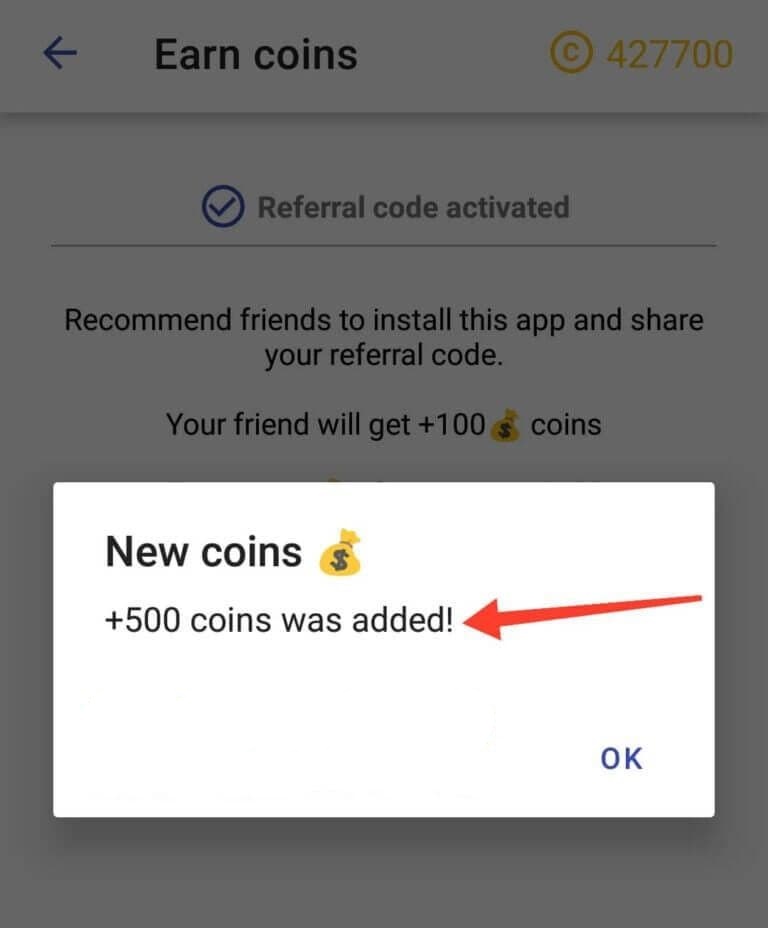 Earn coins
© 427700
Referral code activated
Recommend friends to install this app and share
your referral code.
Your friend will get +100💰 coins
New coins 💰
+500 coins was added!
OK